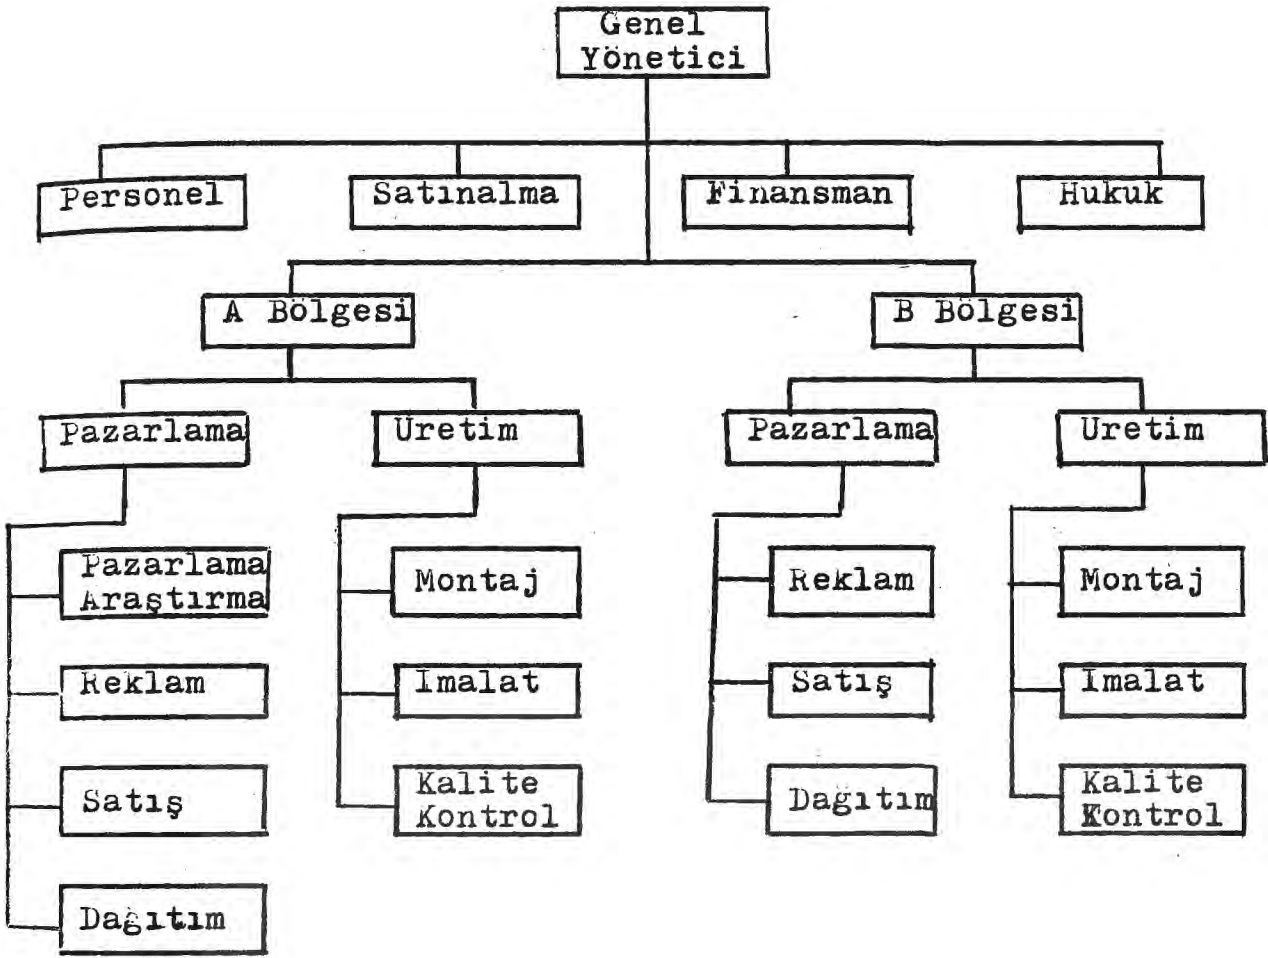 Genel
Yönetici
Personel
Satınalma
Finansman
Hukuk
A Bölgesi
B Bölgesi
Pazarlama
Üretim
Pazarlama
Üretim
Pazarlama
Araştırma
Reklam
Satış
Dağıtım
Montaj
İmalat
Kalite
Kontrol
Reklam
Satış
Dağıtım
Montaj
İmalat
Kalite
Kontrol